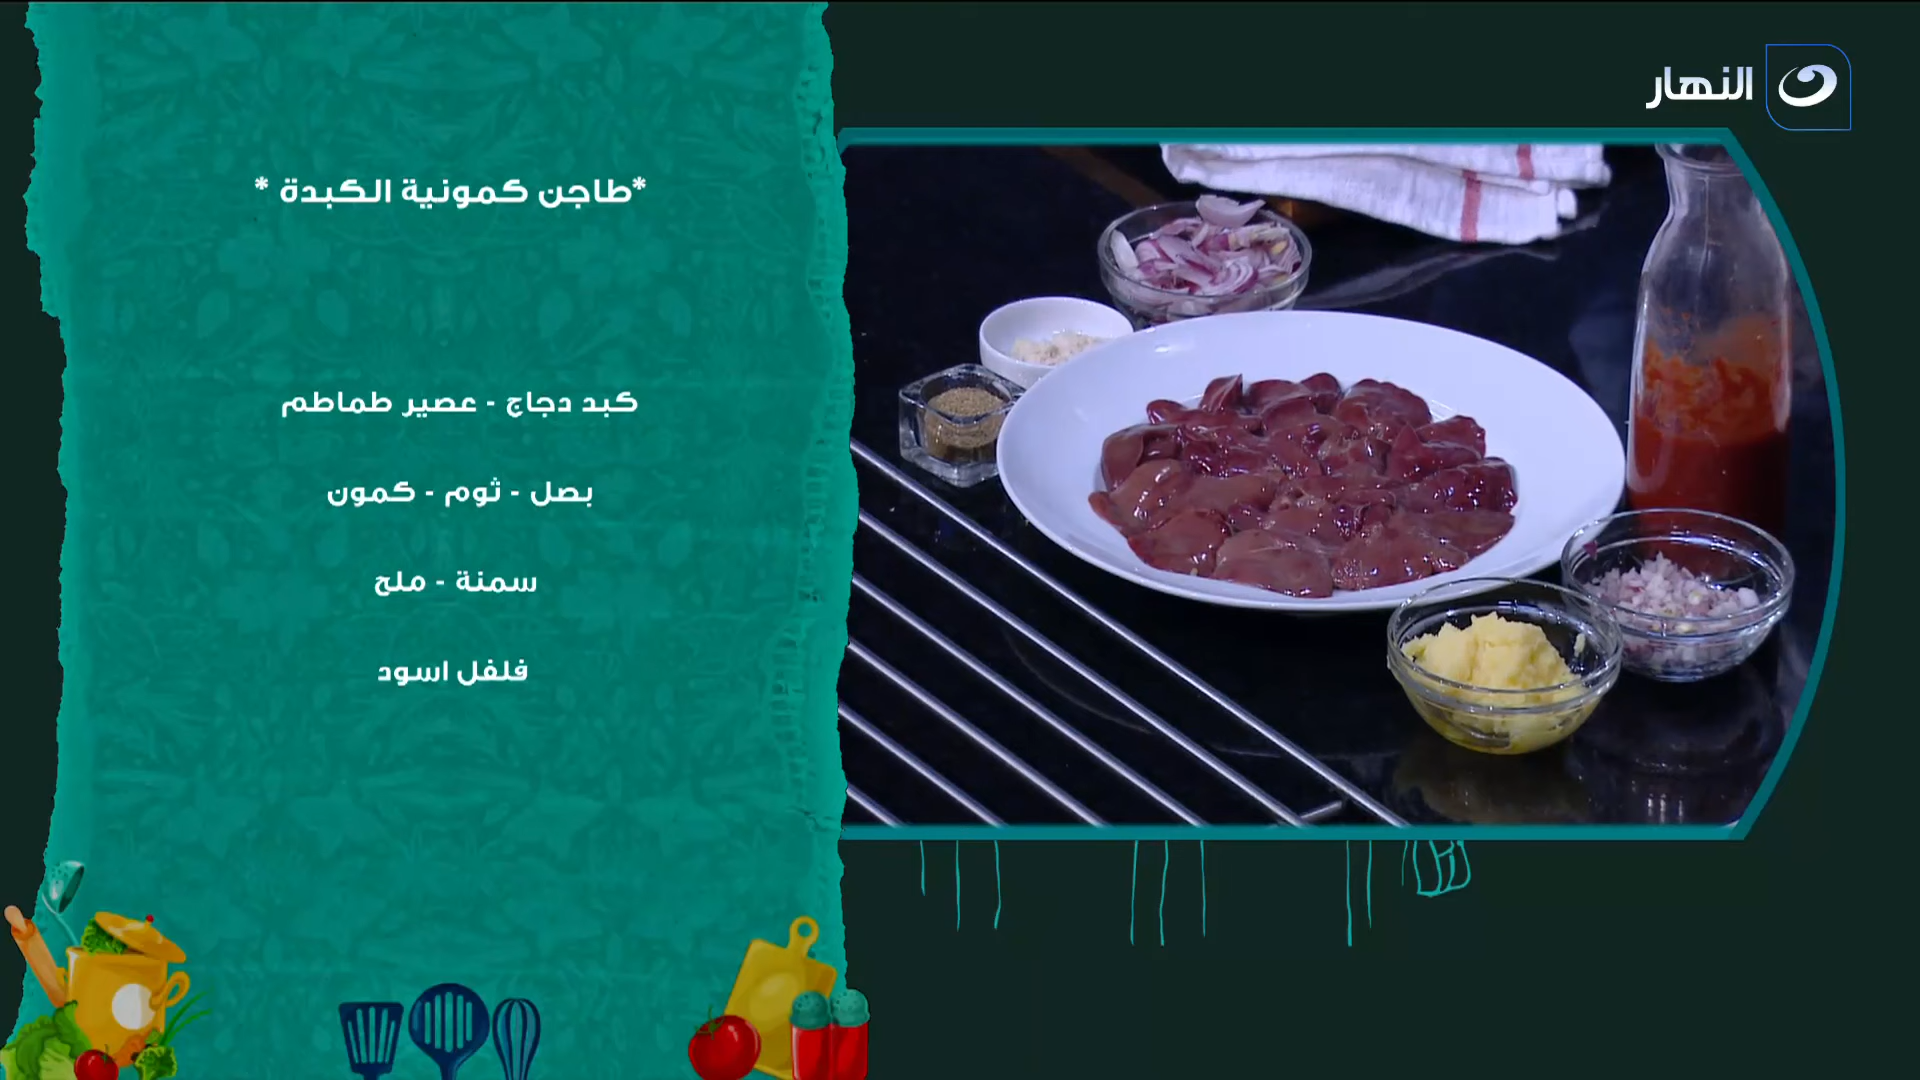 النهار
*طاجن كمونية الكبدة *
كبد دجاج - عصير طماطم
بصل - ثوم - كمون
سمنة - ملح
فلفل اسود